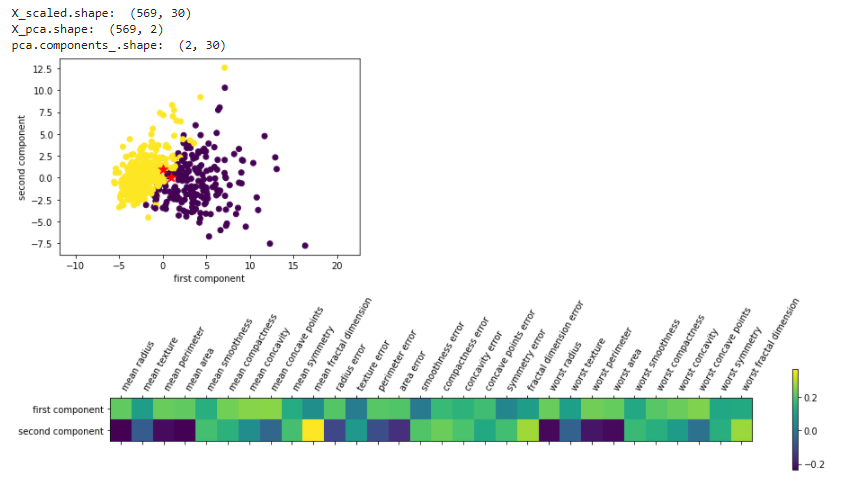 X_scaled.shape:  (569, 30)
X_pca.shape:  (569, 2)
pca.components_.shape:  (2, 30)
12.5
10.0
7.5
5.0
2.5
0.0
−2.5
−5.0
−7.5
second component
−10
−5
0
5
10
15
20
first component
mean radius
mean texture
mean perimeter
mean area
mean smoothness
mean compactness
mean concavity
mean concave points
mean symmetry
mean fractal dimension
radius error
texture error
perimeter error
area error
smoothness error
compactness error
concavity error
concave points error
symmetry error
fractal dimension error
worst radius
worst texture
worst perimeter
worst area
worst smoothness
worst compactness
worst concavity
worst concave points
worst symmetry
worst fractal dimension
first component
second component
0.2
0.0
−0.2